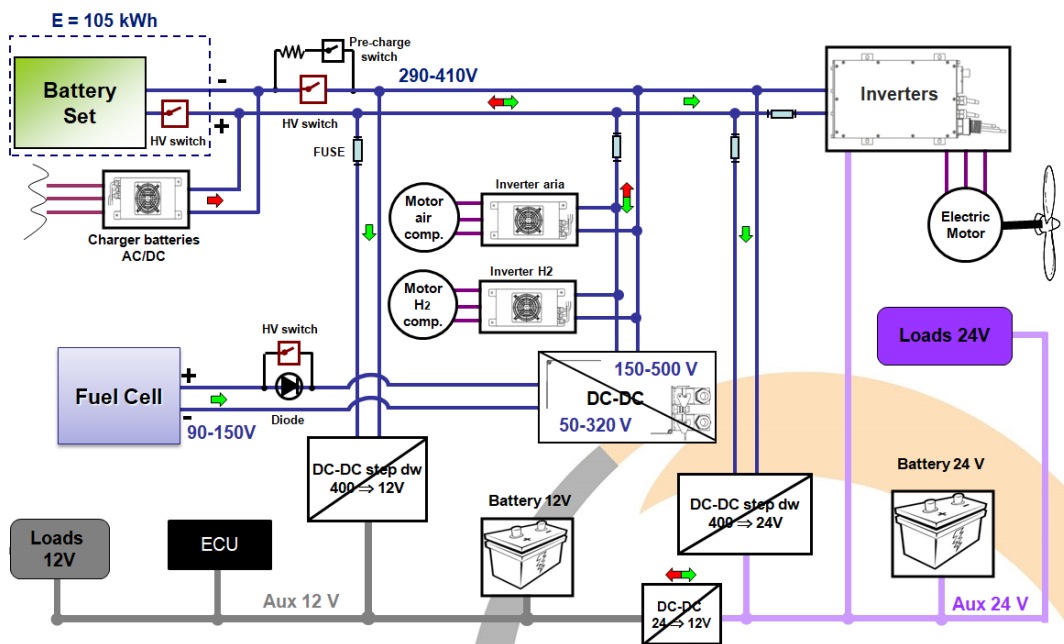 E = 105 kWh
Pre-charge
switch
-
290-410V
Battery
Set
Inverters
HV switch
+
HV switch
FUSE
Inverter aria
Motor
air
comp.
Electric
Motor
Charger batteries
AC/DC
Inverter H2
Motor
H2
comp.
HV switch
Loads 24V
Fuel Cell
+
-
90-150V
Diode
150-500 V
DC-DC
50-320 V
DC-DC step dw
400 ⇒ 12V
Battery 12V
DC-DC step dw
400 ⇒ 24V
Battery 24 V
Loads
12V
ECU
Aux 12 V
DC-DC
24 ⇒ 12V
Aux 24 V